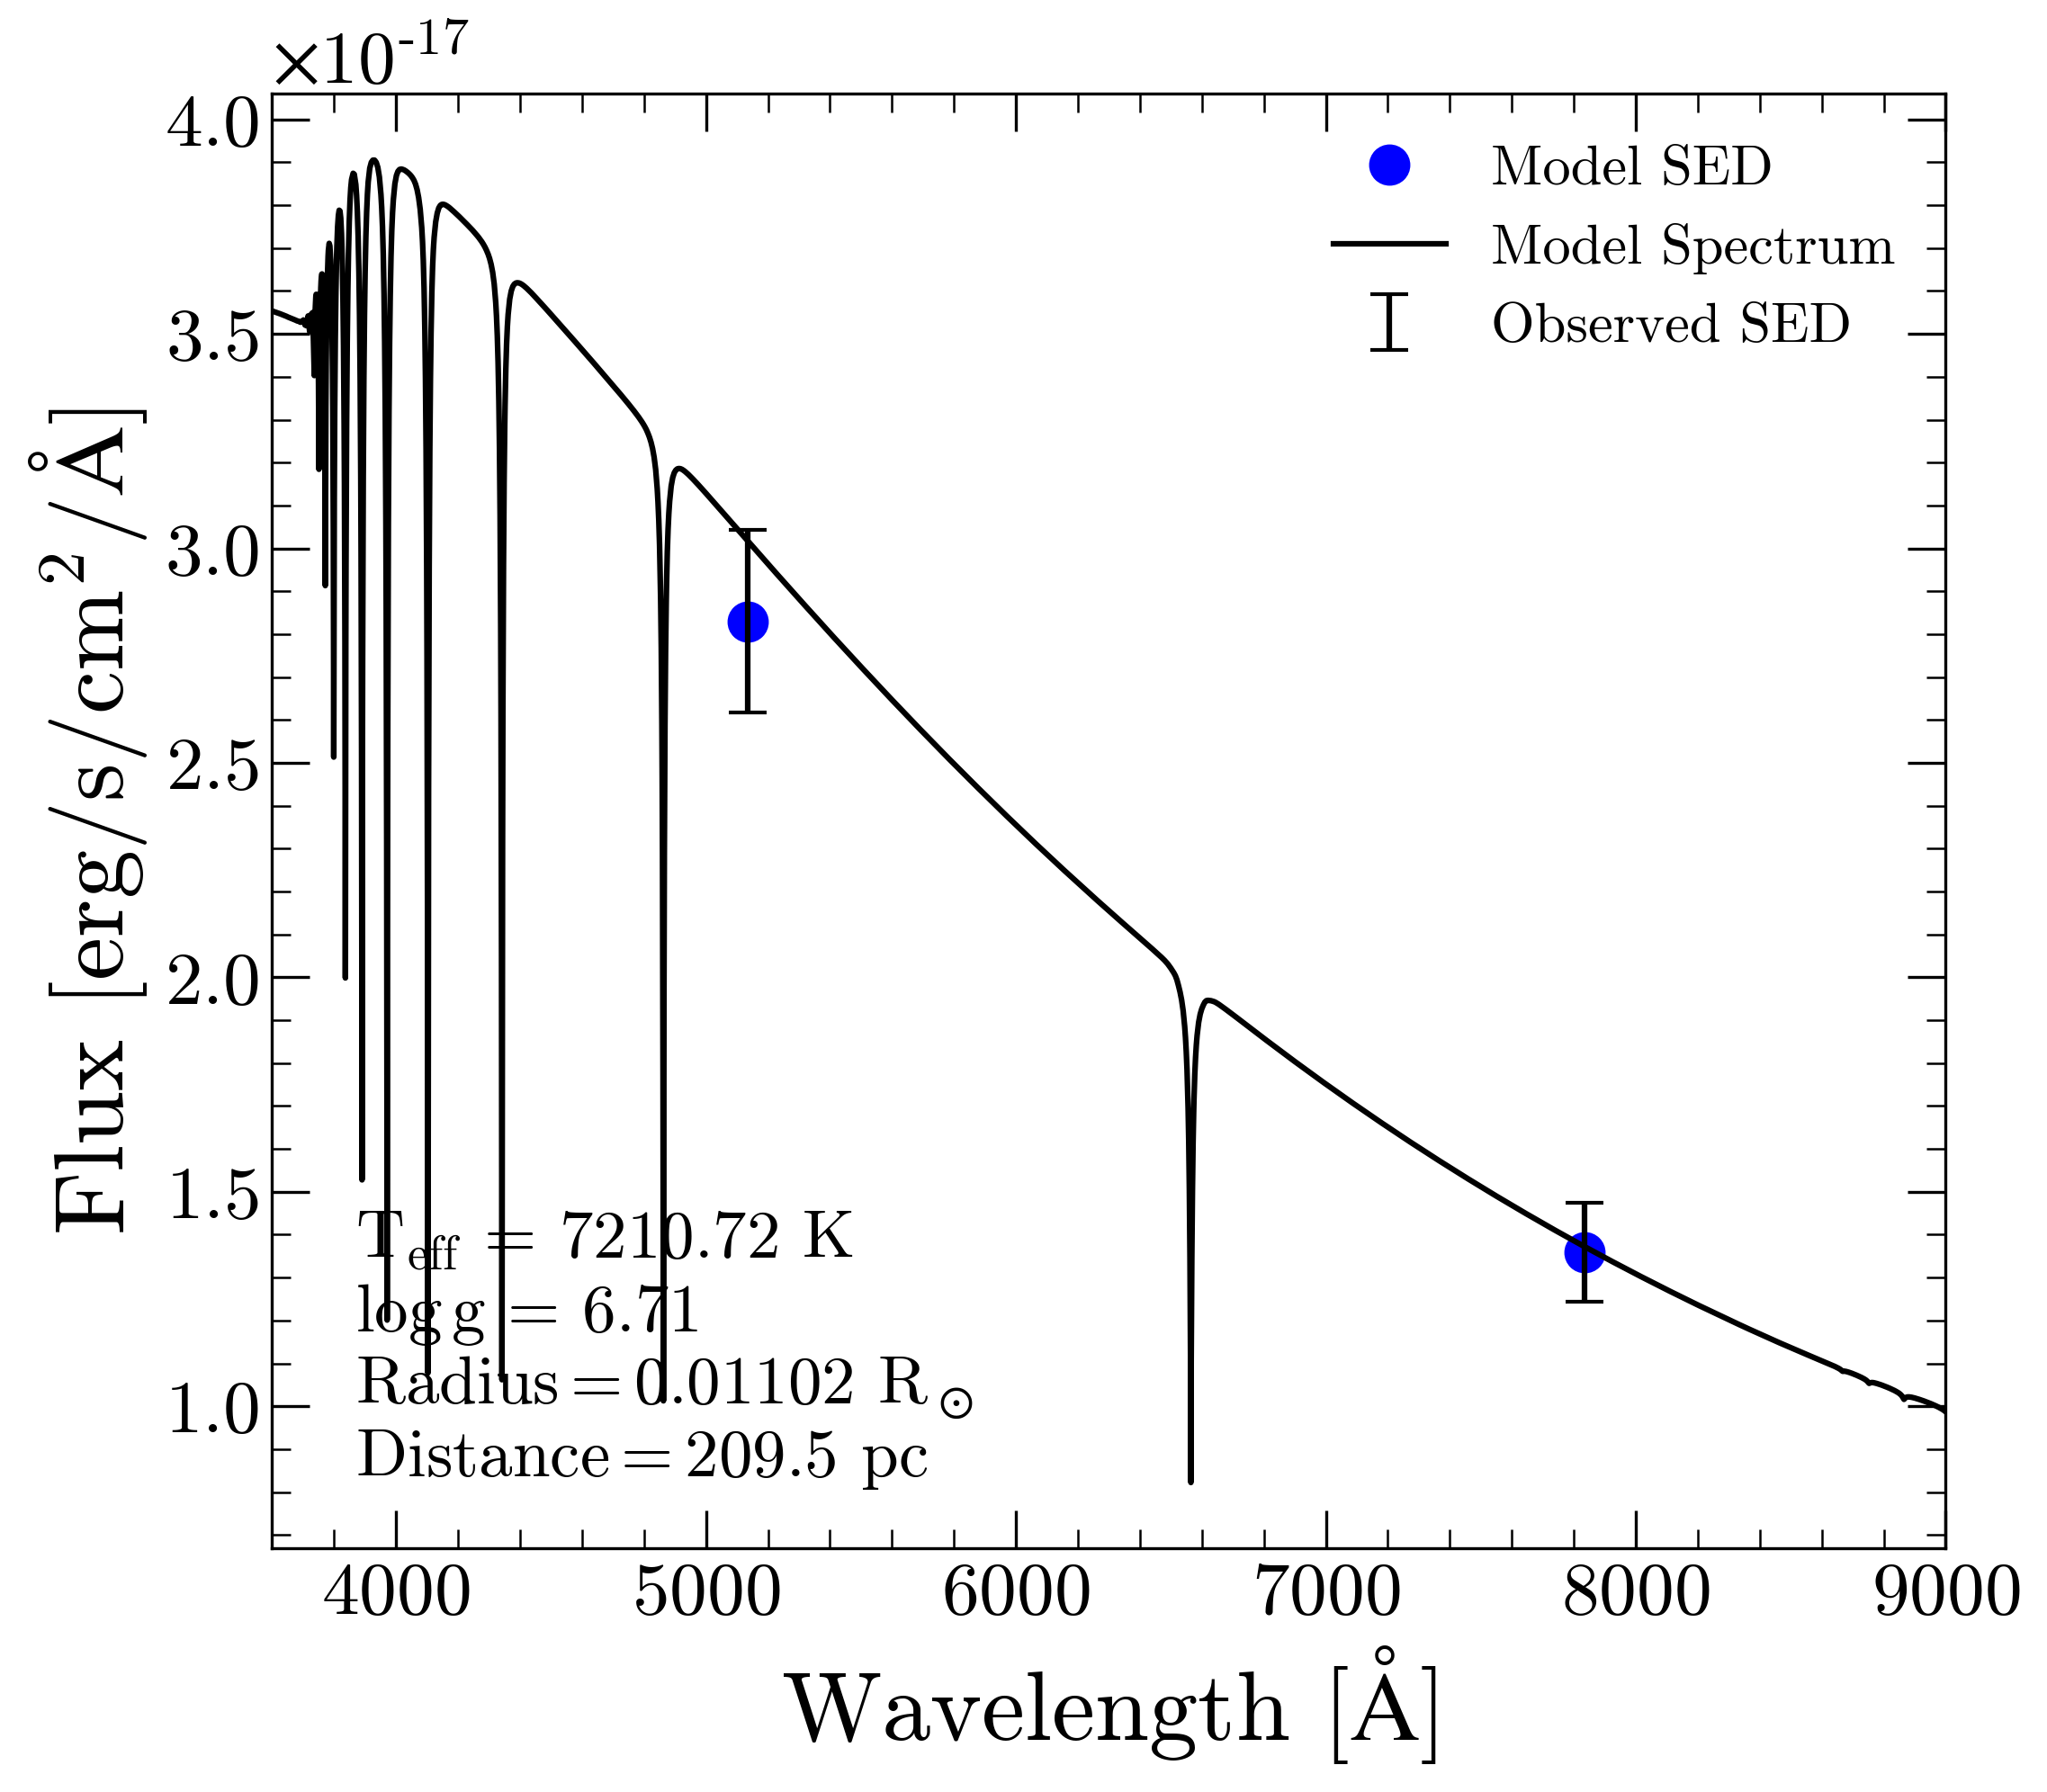 ×10⁻¹⁷
4.0
3.5
3.0
2.5
2.0
1.5
1.0
Flux [erg/s/cm²/Å]
Model SED
Model Spectrum
Observed SED
T_eff = 7210.72 K
log g = 6.71
Radius = 0.01102 R_⊙
Distance = 209.5 pc
4000 5000 6000 7000 8000 9000
Wavelength [Å]